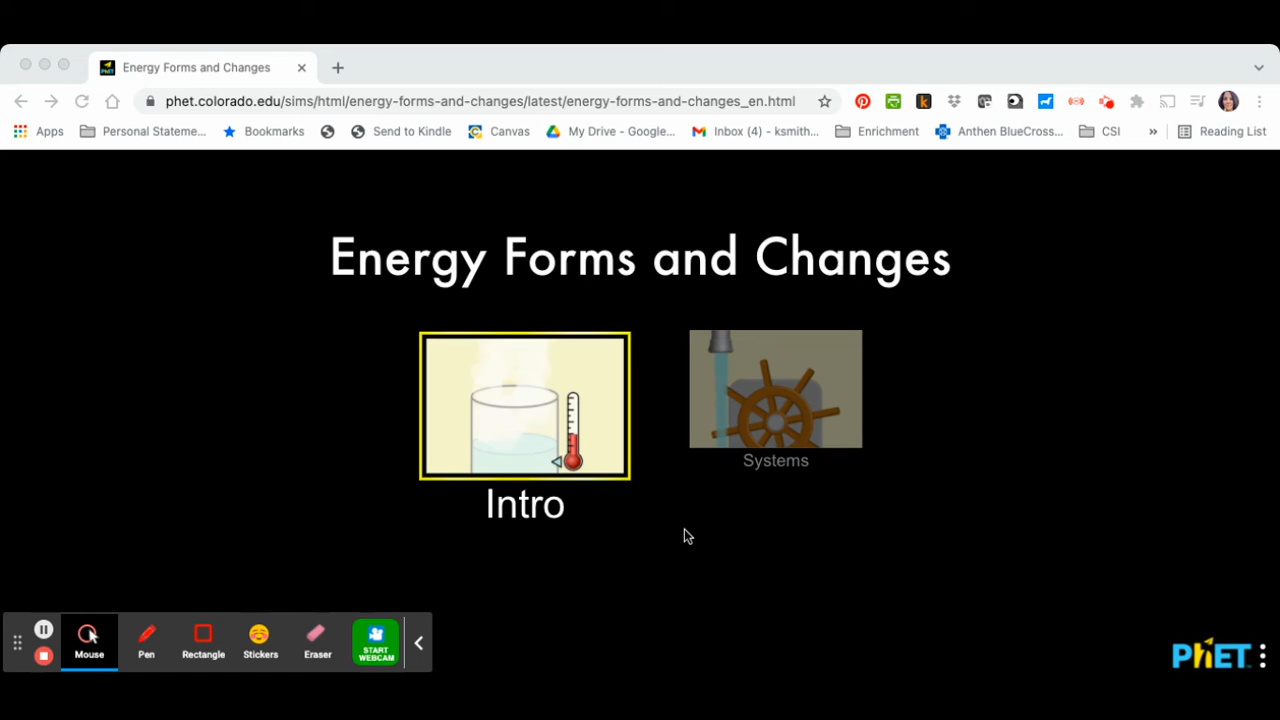 Energy Forms and Changes
phet.colorado.edu/sims/html/energy-forms-and-changes/latest/energy-forms-and-changes_en.html
Apps Personal Stateme... Bookmarks Send to Kindle Canvas My Drive - Google... Inbox (4) - ksmith... Enrichment Anthen BlueCross... CSI » Reading List
Energy Forms and Changes
Systems
Intro
Mouse Pen Rectangle Stickers Eraser START WEBCAM
PhET